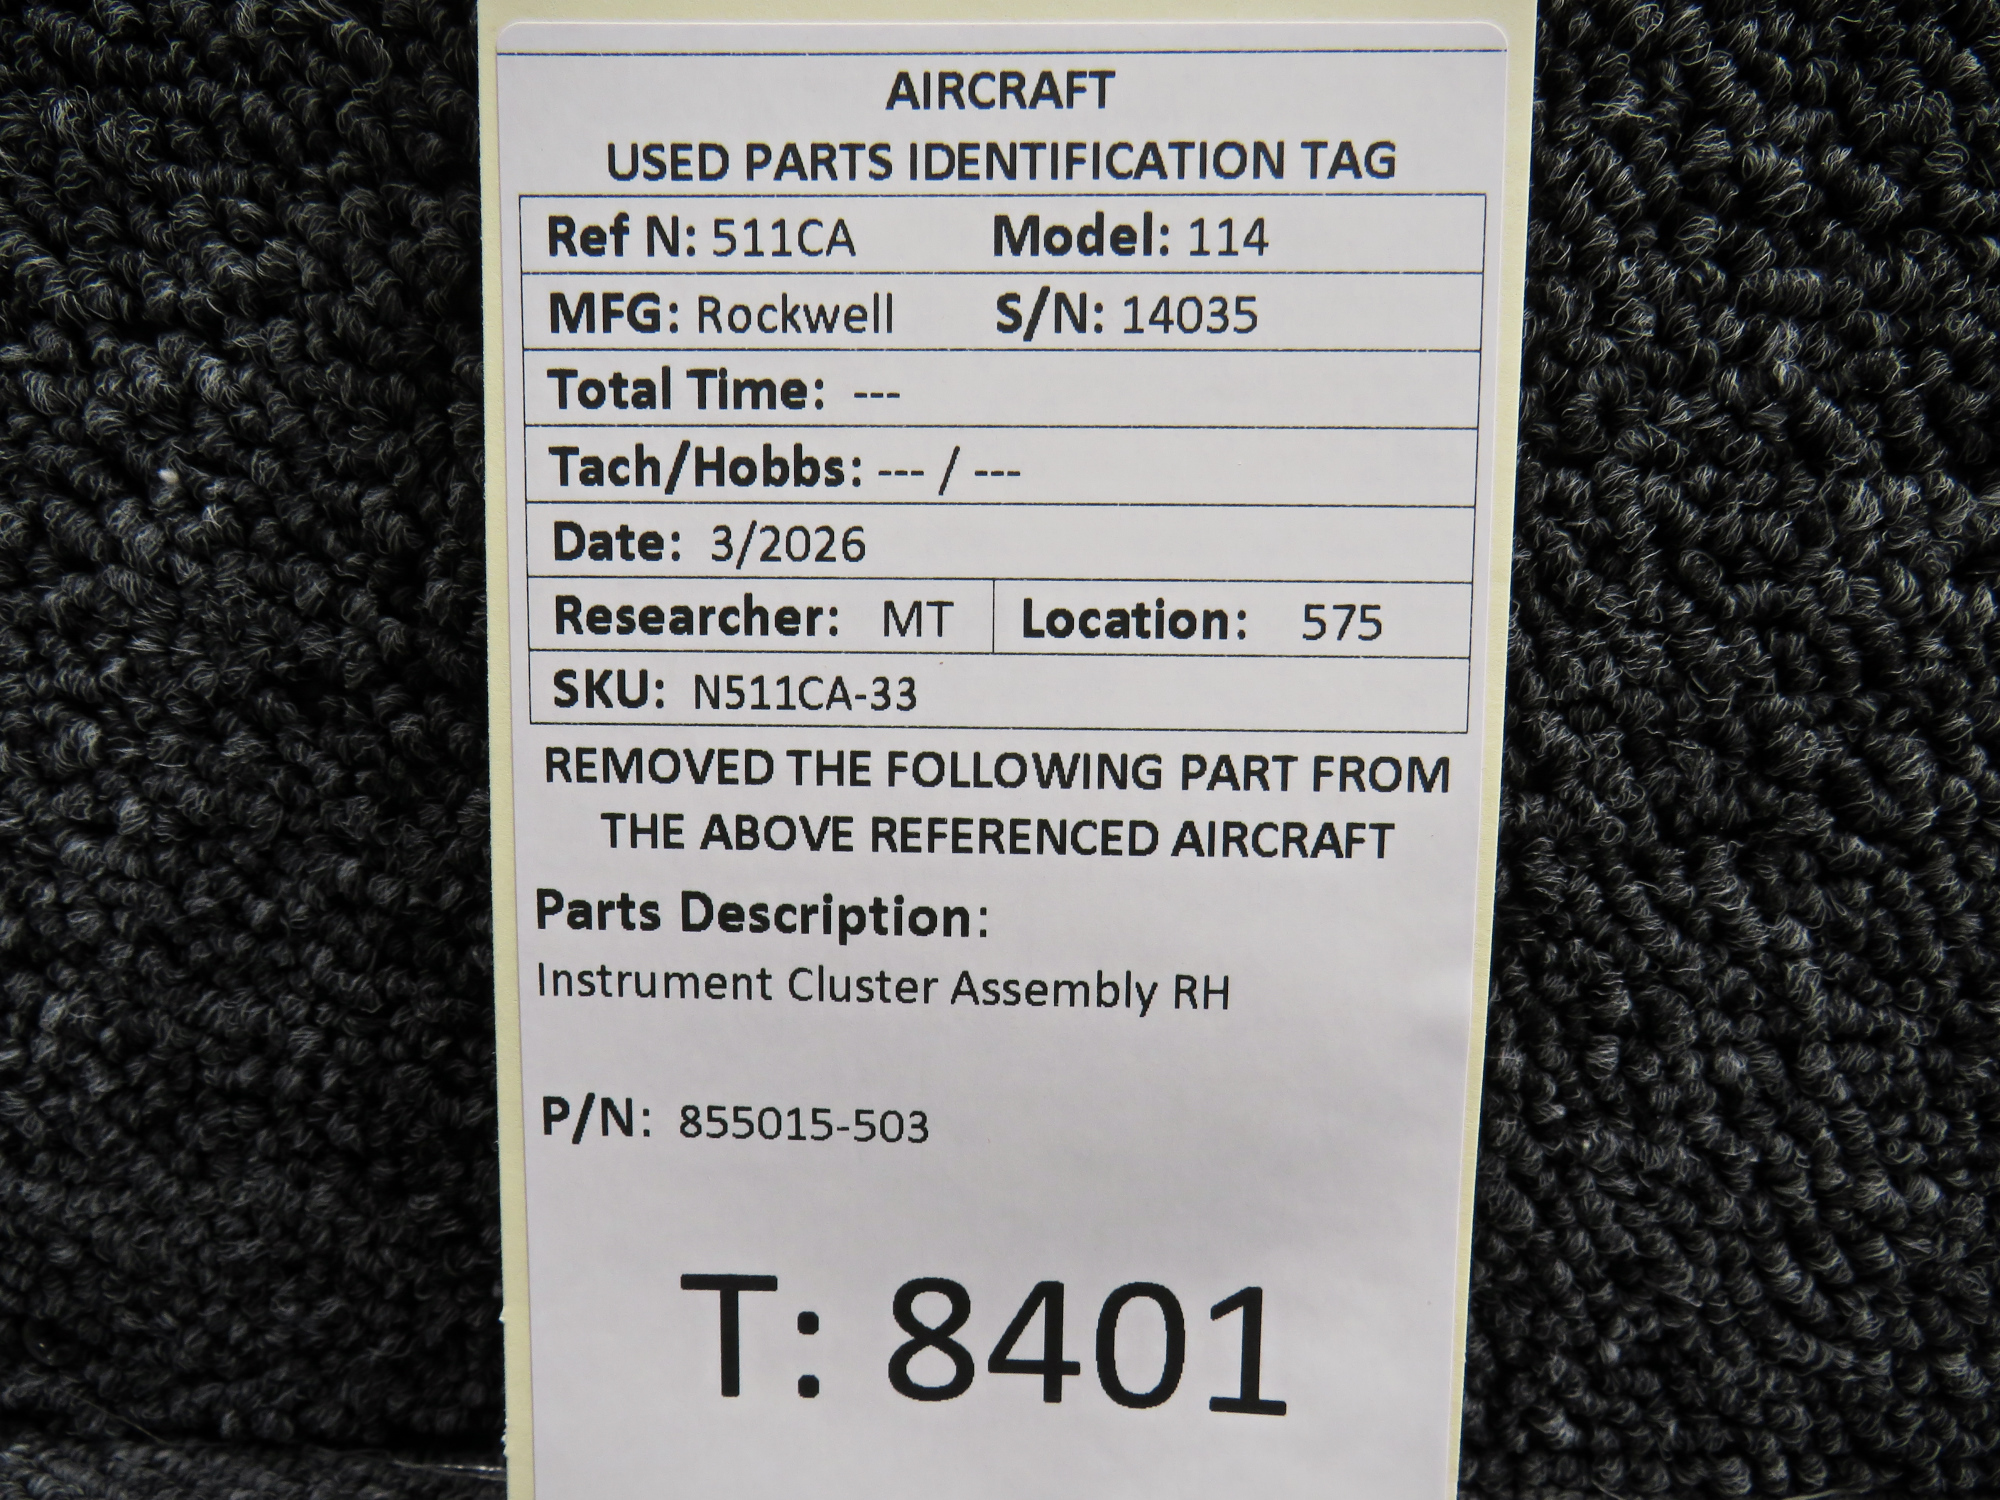 AIRCRAFT
USED PARTS IDENTIFICATION TAG
Ref N: 511CA Model: 114
MFG: Rockwell S/N: 14035
Total Time: ---
Tach/Hobbs: --- / ---
Date: 3/2026
Researcher: MT Location: 575
SKU: N511CA-33
REMOVED THE FOLLOWING PART FROM
THE ABOVE REFERENCED AIRCRAFT
Parts Description:
Instrument Cluster Assembly RH
P/N: 855015-503
T: 8401